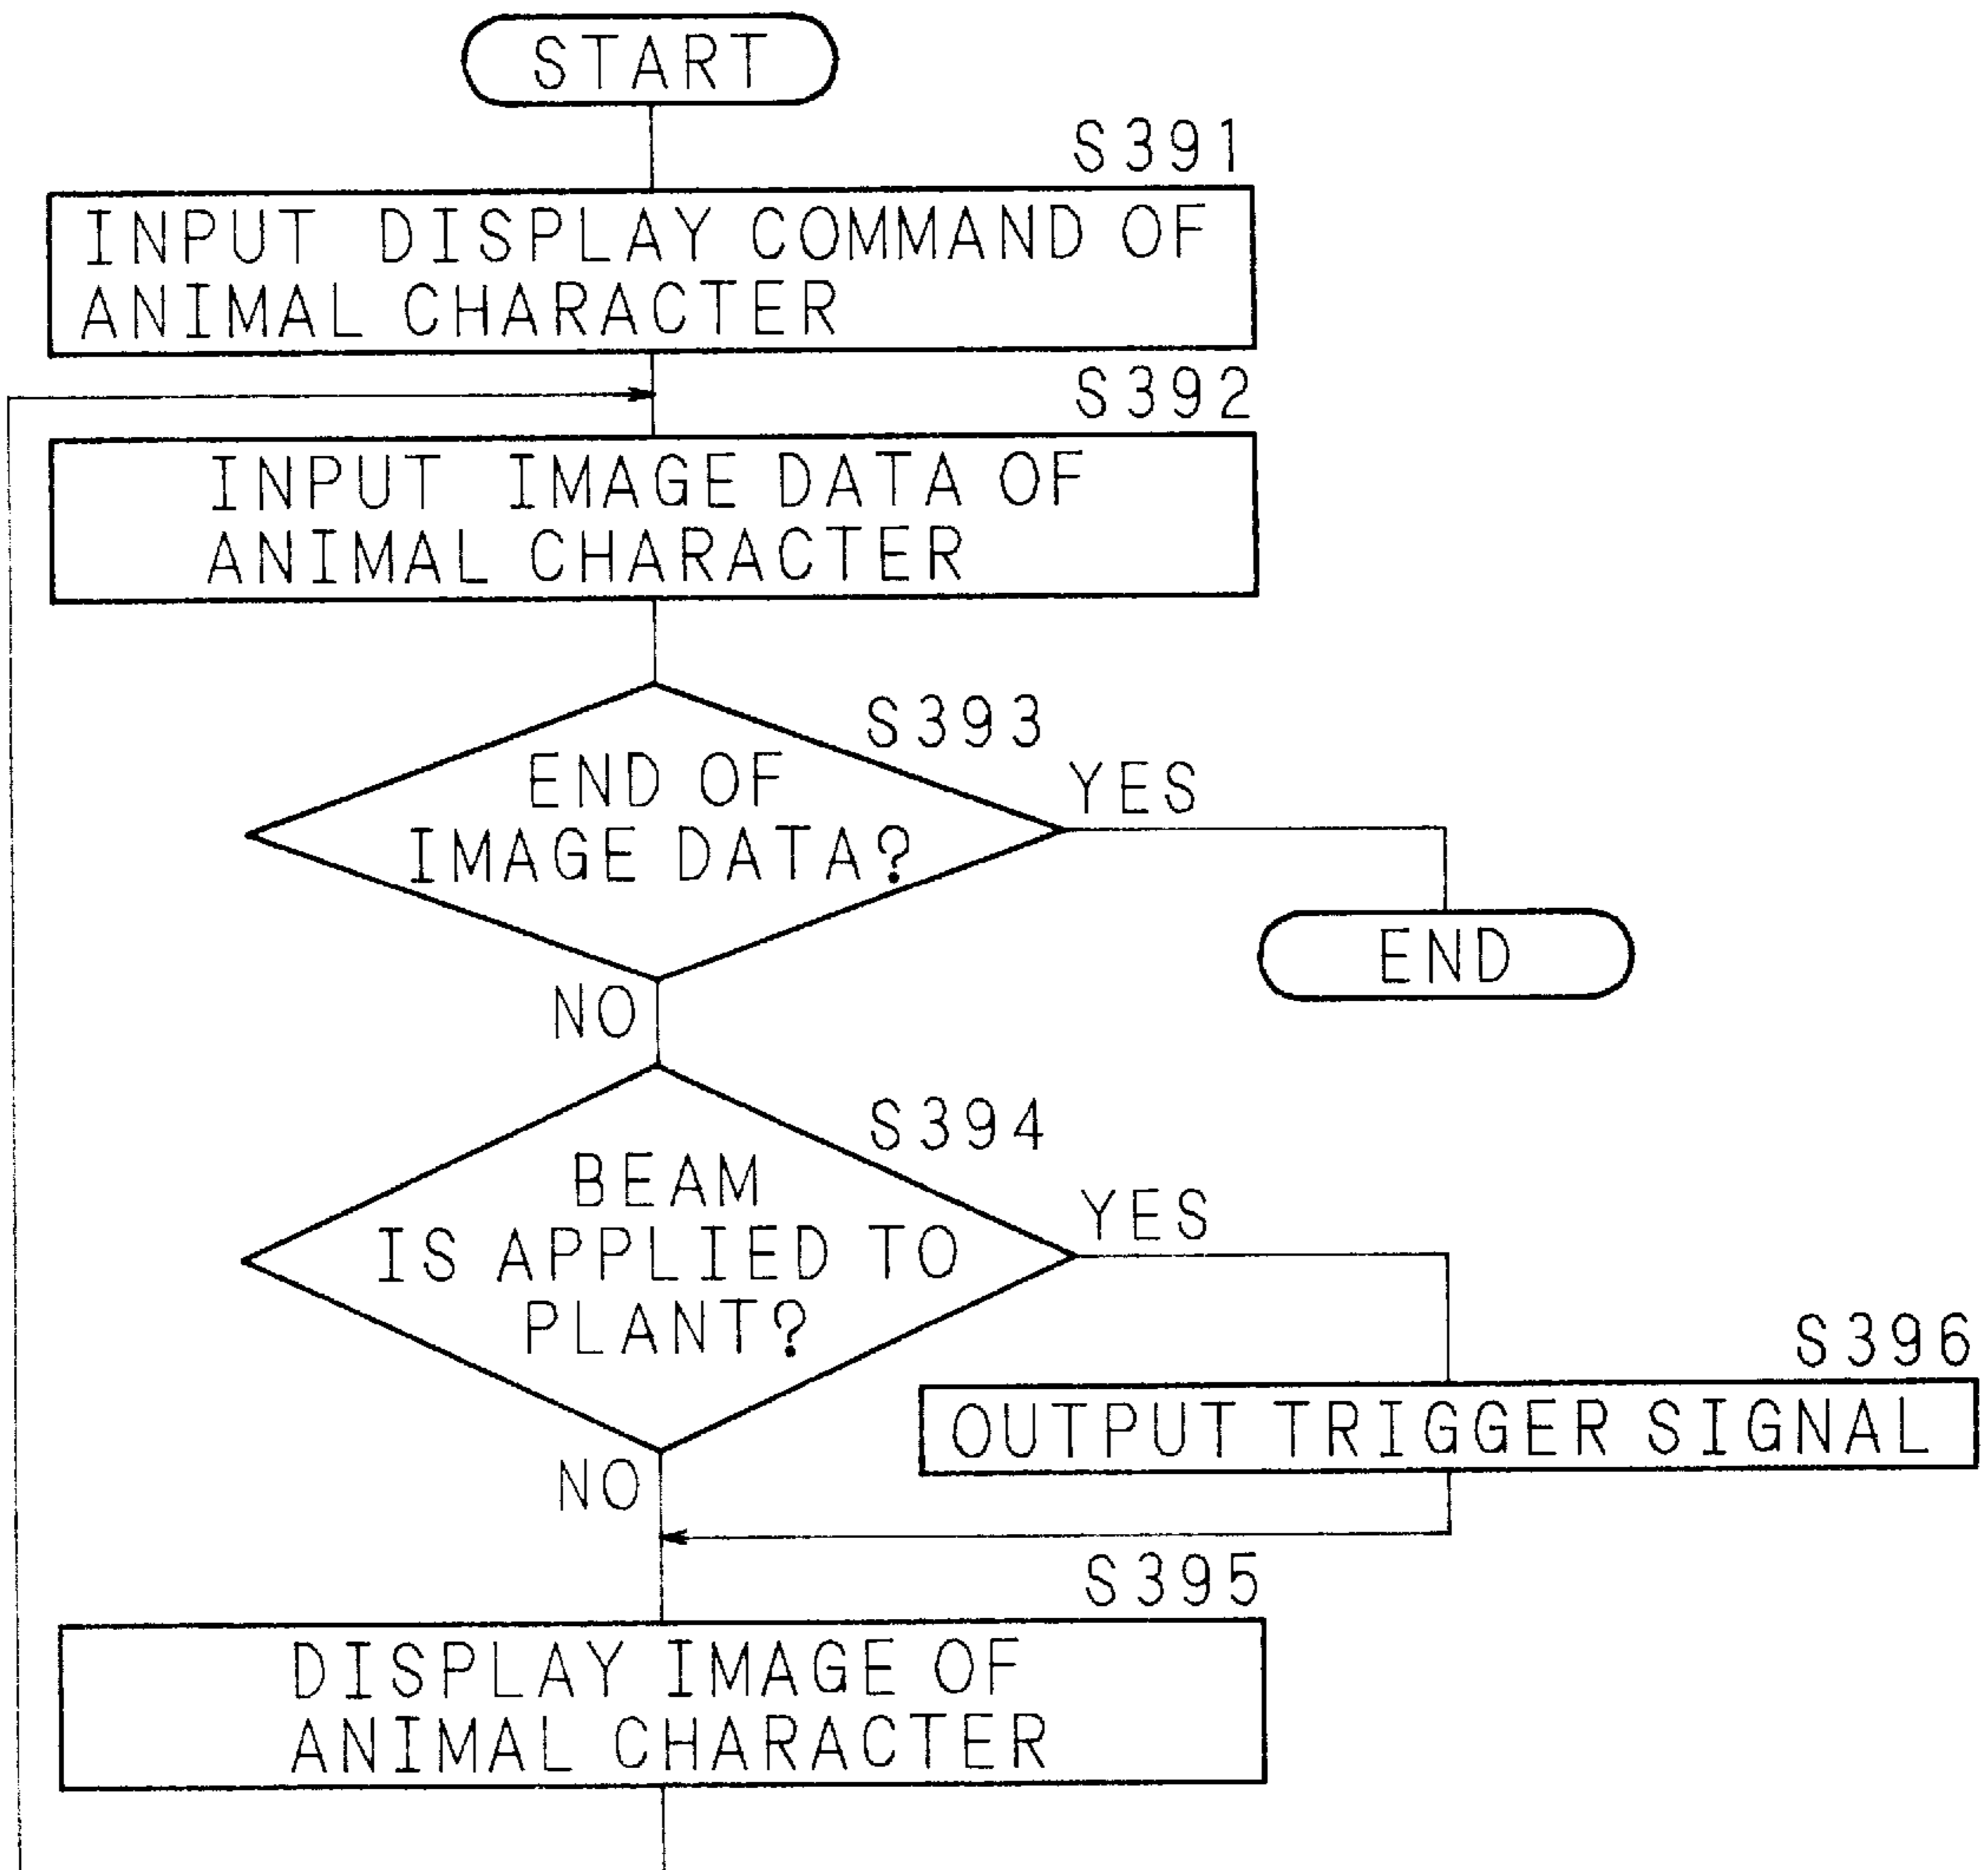 START
S391
INPUT DISPLAY COMMAND OF
ANIMAL CHARACTER
S392
INPUT IMAGE DATA OF
ANIMAL CHARACTER
S393
END OF
IMAGE DATA?
YES
END
NO
S394
BEAM
IS APPLIED TO
PLANT?
YES
S396
OUTPUT TRIGGER SIGNAL
NO
S395
DISPLAY IMAGE OF
ANIMAL CHARACTER